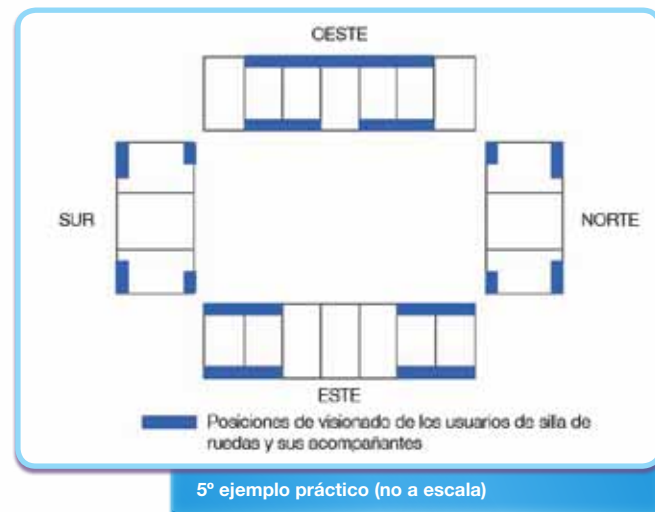 OESTE
SUR
NORTE
ESTE
Posiciones de visionado de los usuarios de silla de
ruedas y sus acompañantes
5º ejemplo práctico (no a escala)